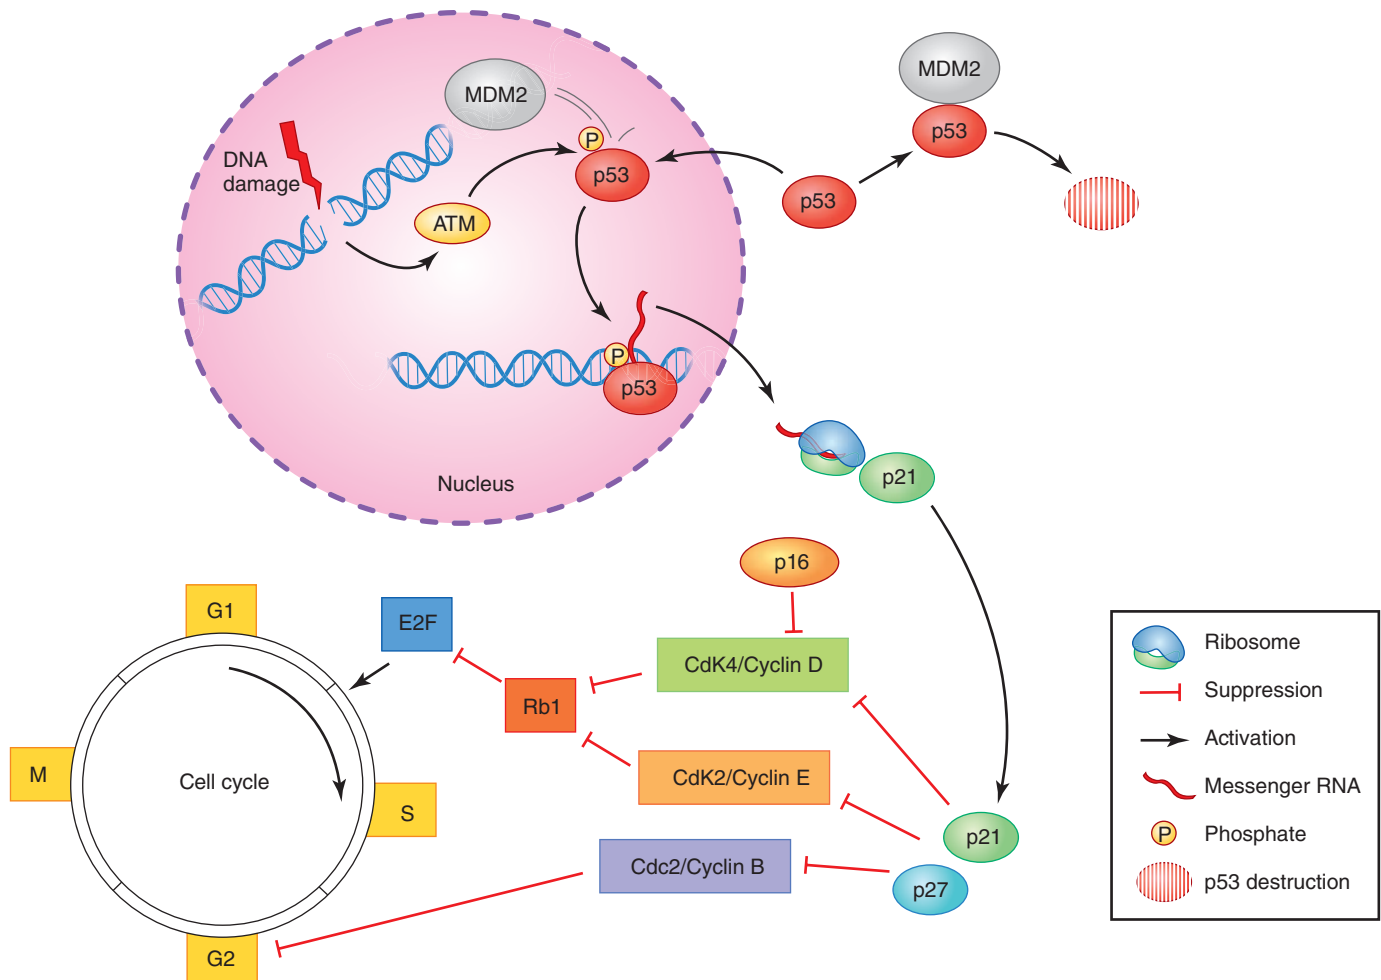 MDM2
MDM2
P
p53
DNA
damage
p53
p53
ATM
P
p53
Nucleus
p21
p16
G1
E2F
CdK4/Cyclin D
Rb1
M
Cell cycle
CdK2/Cyclin E
S
p21
Cdc2/Cyclin B
p27
G2
Ribosome
Suppression
Activation
Messenger RNA
P
Phosphate
p53 destruction